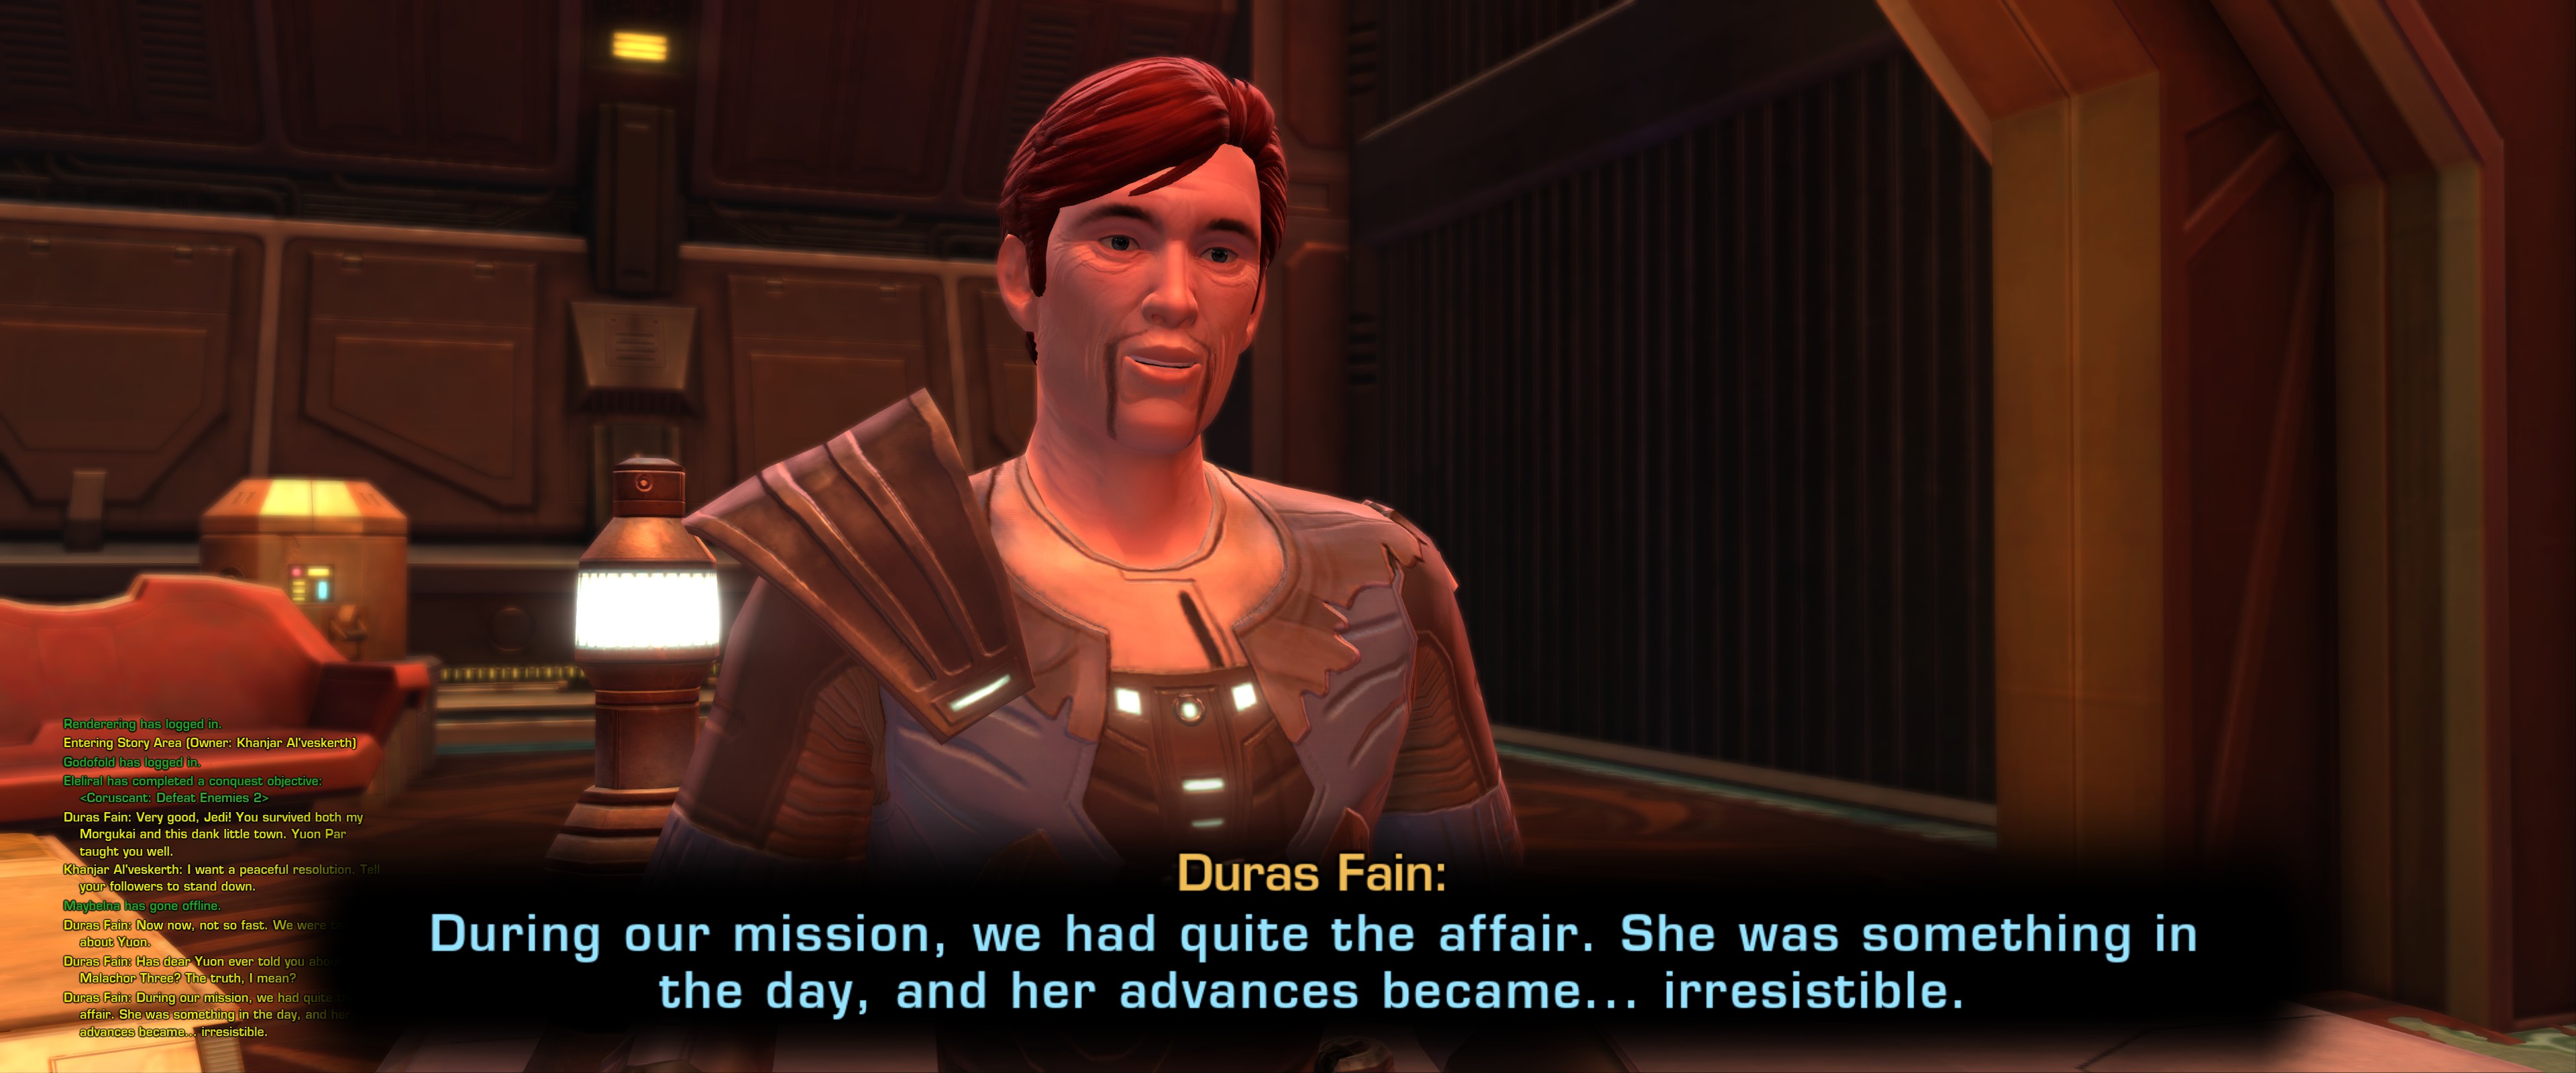 Renderering has logged in.
Entering Story Area (Owner: Khanjar Al'veskerth)
Godofold has logged in.
Eleliral has completed a conquest objective:
<Coruscant: Defeat Enemies 2>
Duras Fain: Very good, Jedi! You survived both my
Morgukai and this dank little town. Yuon Par
taught you well.
Khanjar Al'veskerth: I want a peaceful resolution. Tell
your followers to stand down.
Maybelna has gone offline.
Duras Fain: Now now, not so fast. We were
about Yuon.
Duras Fain: Has dear Yuon ever told you
Malachor Three? The truth, I mean?
Duras Fain: During our mission, we had quite
affair. She was something in the day, and her
advances became... irresistible.
Duras Fain:
During our mission, we had quite the affair. She was something in
the day, and her advances became... irresistible.